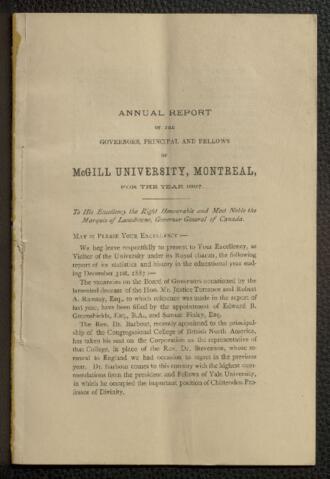 ANNUAL REPORT
OF THE
GOVERNORS, PRINCIPAL AND FELLOWS
OF
McGILL UNIVERSITY, MONTREAL,
FOR THE YEAR 1887.
To His Excellency the Right Honourable and Most Noble the
Marquis of Lansdowne, Governor General of Canada.
MAY IT PLEASE YOUR EXCELLENCY :—
We beg leave respectfully to present to Your Excellency, as
Visitor of the University under its Royal charter, the following
report of its statistics and history in the educational year end-
ing December 31st, 1887 :—
The vacancies on the Board of Governors occasioned by the
lamented decease of the Hon. Mr. Justice Torrance and Robert
A. Ramsay, Esq., to which reference was made in the report of
last year, have been filled by the appointment of Edward B.
Greenshields, Esq., B.A., and Samuel Finley, Esq.
The Rev. Dr. Barbour, recently appointed to the principal-
ship of the Congregational College of British North America,
has taken his seat on the Corporation as the representative of
that College, in place of the Rev. Dr. Stevenson, whose re-
moval to England we had occasion to regret in the previous
year. Dr. Barbour comes to this country with the highest com-
mendations from the president and Fellows of Yale University,
in which he occupied the important position of Chittenden Pro-
fessor of Divinity.